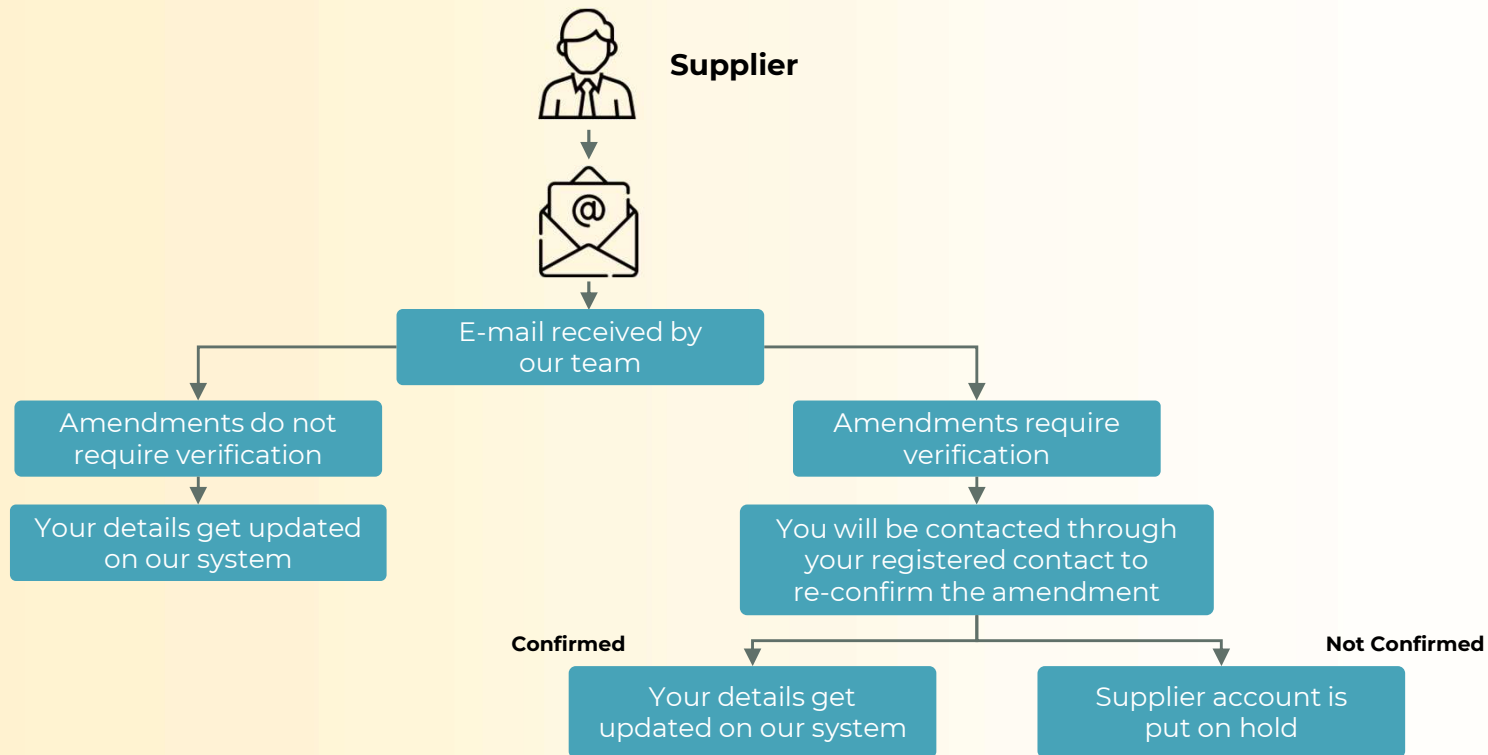 Supplier
@
E-mail received by
our team
Amendments do not
require verification
Amendments require
verification
Your details get updated
on our system
You will be contacted through
your registered contact to
re-confirm the amendment
Confirmed
Not Confirmed
Your details get
updated on our system
Supplier account is
put on hold